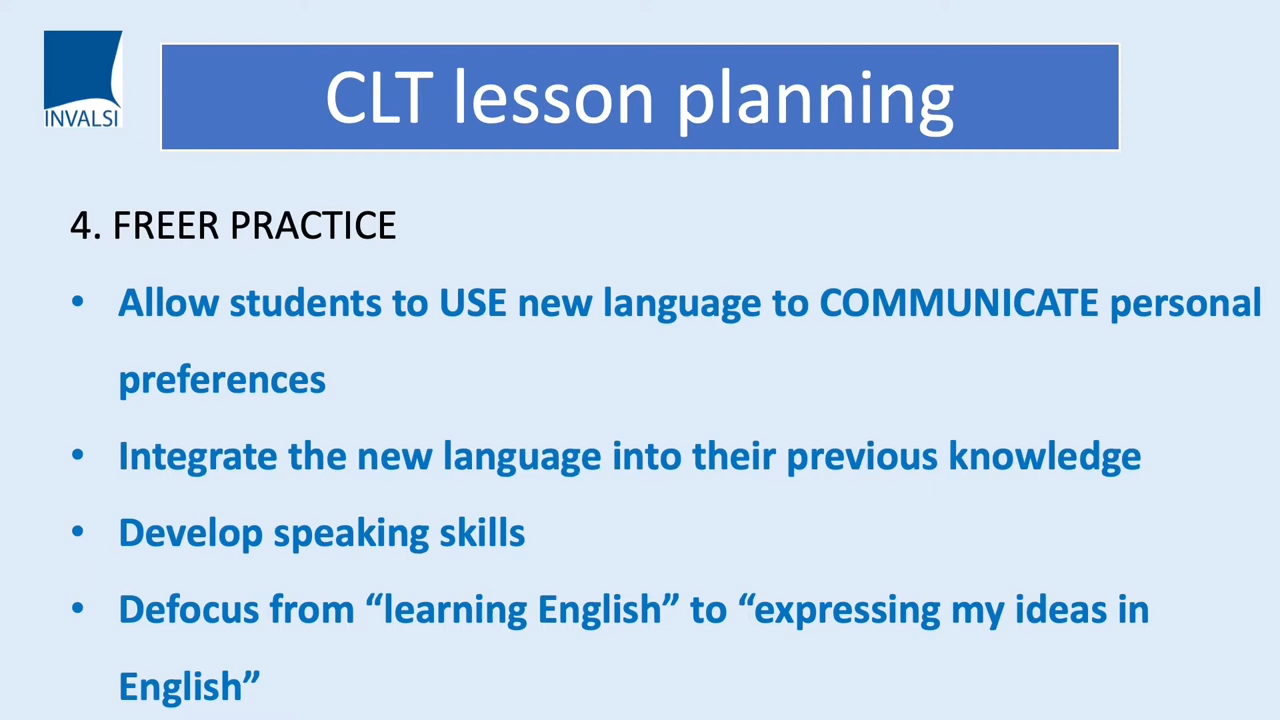 INVALSI
CLT lesson planning
4. FREER PRACTICE
• Allow students to USE new language to COMMUNICATE personal
preferences
• Integrate the new language into their previous knowledge
• Develop speaking skills
• Defocus from “learning English” to “expressing my ideas in
English”